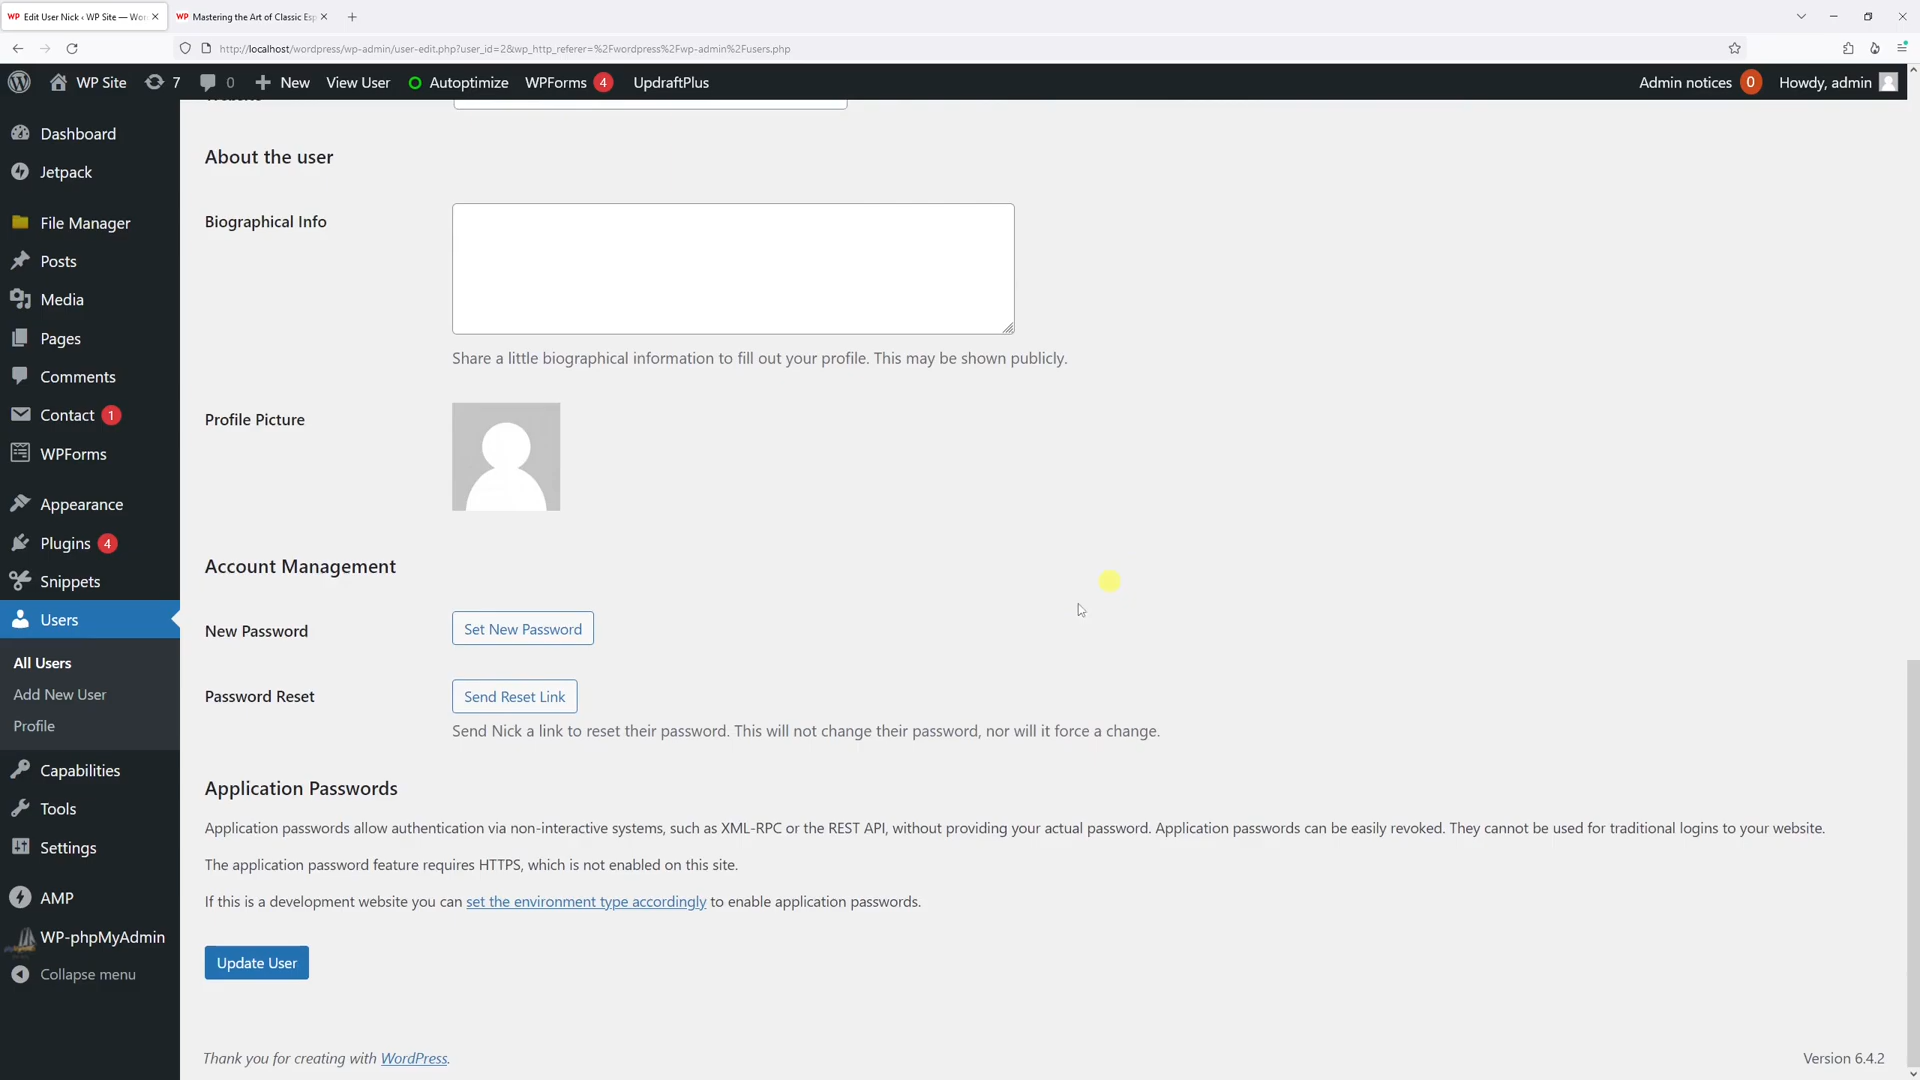 WP Edit User Nick ‹ WP Site — Wor
WP Mastering the Art of Classic Esp
http://localhost/wordpress/wp-admin/user-edit.php?user_id=2&wp_http_referer=%2Fwordpress%2Fwp-admin%2Fusers.php
WP Site 7 0 New View User Autoptimize WPForms 4 UpdraftPlus Admin notices 0 Howdy, admin
Dashboard
Jetpack
File Manager
Posts
Media
Pages
Comments
Contact 1
WPForms
Appearance
Plugins 4
Snippets
Users
All Users
Add New User
Profile
Capabilities
Tools
Settings
AMP
WP-phpMyAdmin
Collapse menu
About the user
Biographical Info
Share a little biographical information to fill out your profile. This may be shown publicly.
Profile Picture
Account Management
New Password Set New Password
Password Reset Send Reset Link
Send Nick a link to reset their password. This will not change their password, nor will it force a change.
Application Passwords
Application passwords allow authentication via non-interactive systems, such as XML-RPC or the REST API, without providing your actual password. Application passwords can be easily revoked. They cannot be used for traditional logins to your website.
The application password feature requires HTTPS, which is not enabled on this site.
If this is a development website you can set the environment type accordingly to enable application passwords.
Update User
Thank you for creating with WordPress.
Version 6.4.2